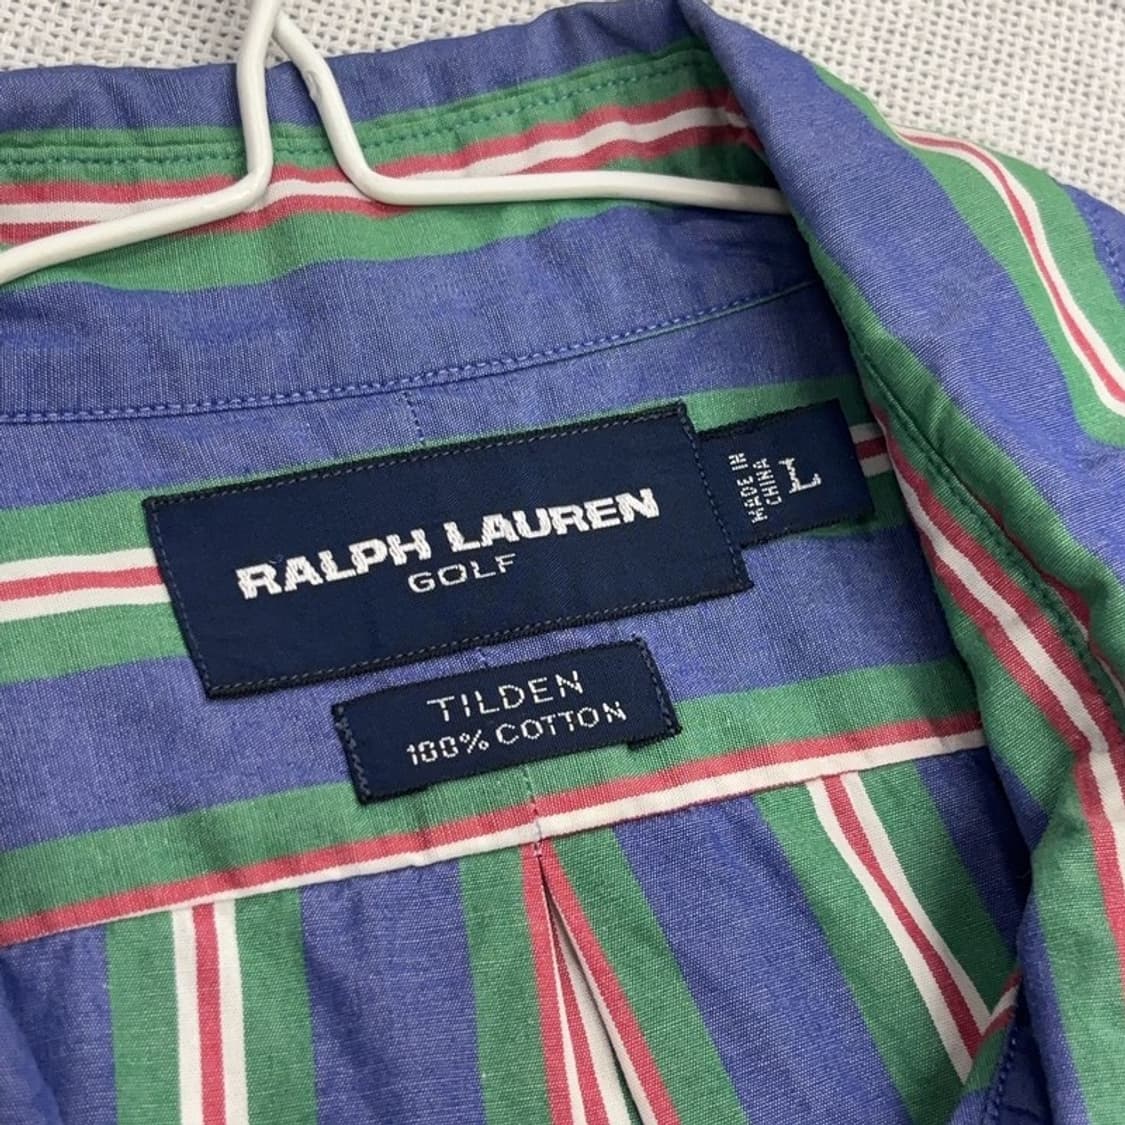 RALPH LAUREN
GOLF
MADE IN
CHINA
L
TILDEN
100% COTTON